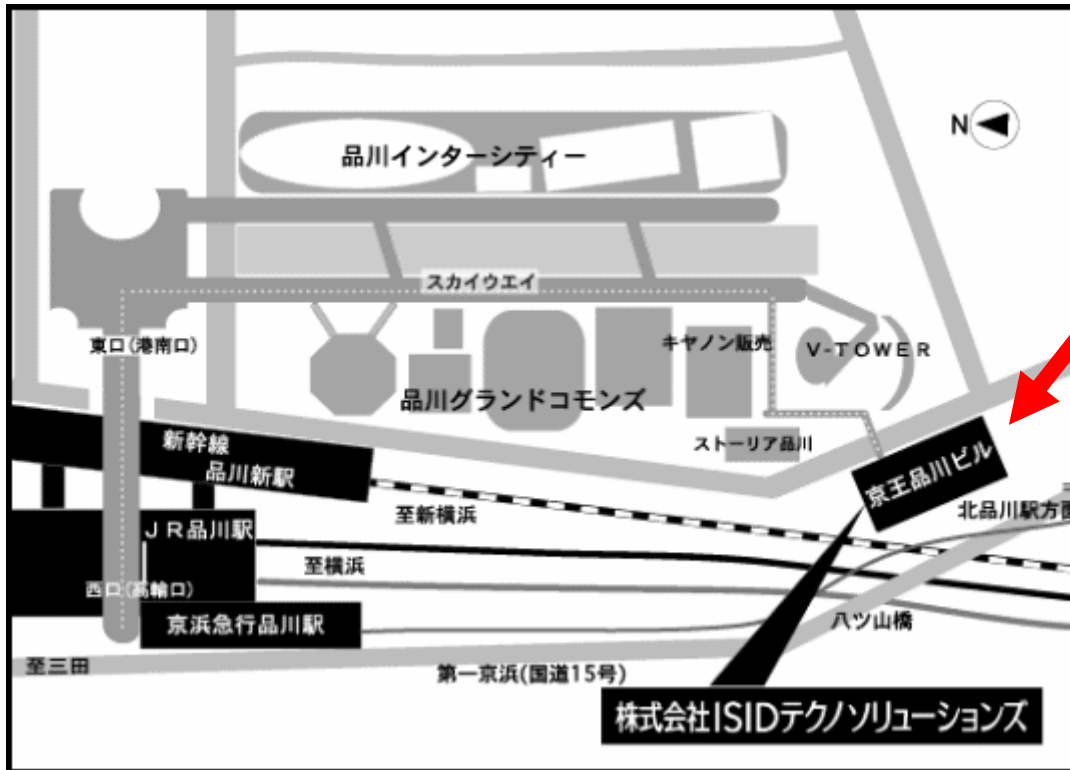 N
品川インターシティー
スカイウエイ
東口(港南口)
キヤノン販売
V-TOWER
品川グランドコモンズ
ストーリア品川
新幹線
品川新駅
京王品川ビル
至新横浜
北品川駅方面
JR品川駅
至横浜
西口(高輪口)
京浜急行品川駅
八ツ山橋
至三田
第一京浜(国道15号)
株式会社ISIDテクノソリューションズ